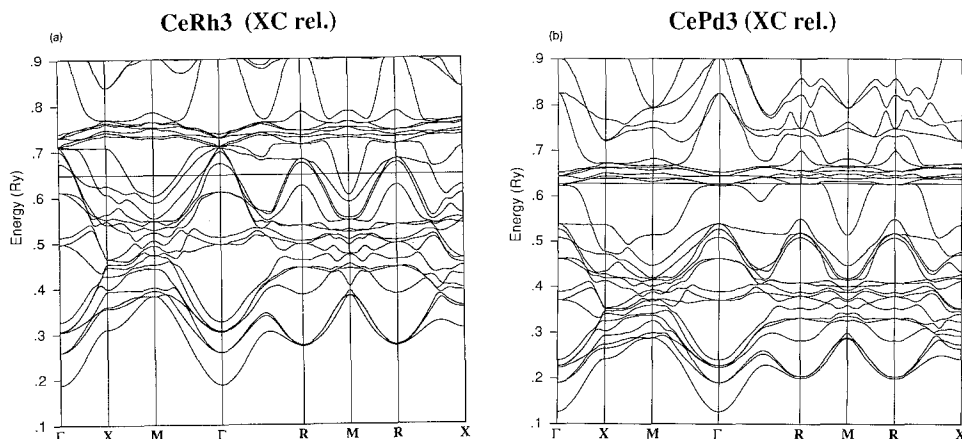 CeRh3 (XC rel.)
(a)
Energy (Ry)
.9
.8
.7
.6
.5
.4
.3
.2
.1
Γ X M Γ R M R X
CePd3 (XC rel.)
(b)
Energy (Ry)
.9
.8
.7
.6
.5
.4
.3
.2
.1
Γ X M Γ R M R X